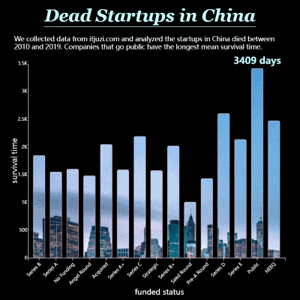 Dead Startups in China
We collected data from itjuzi.com and analyzed the startups in China died between
2010 and 2019. Companies that go public have the longest mean survival time.
3409 days
3.5K
3K
2.5K
2K
1.5K
1K
500
0
survival time
Series B
Series A
No Funding
Angel Round
Acquired
Series A+
Series C
Strategic
Series B+
Seed Round
Pre-A Round
Series D
Series E
Public
NEEQ
funded status